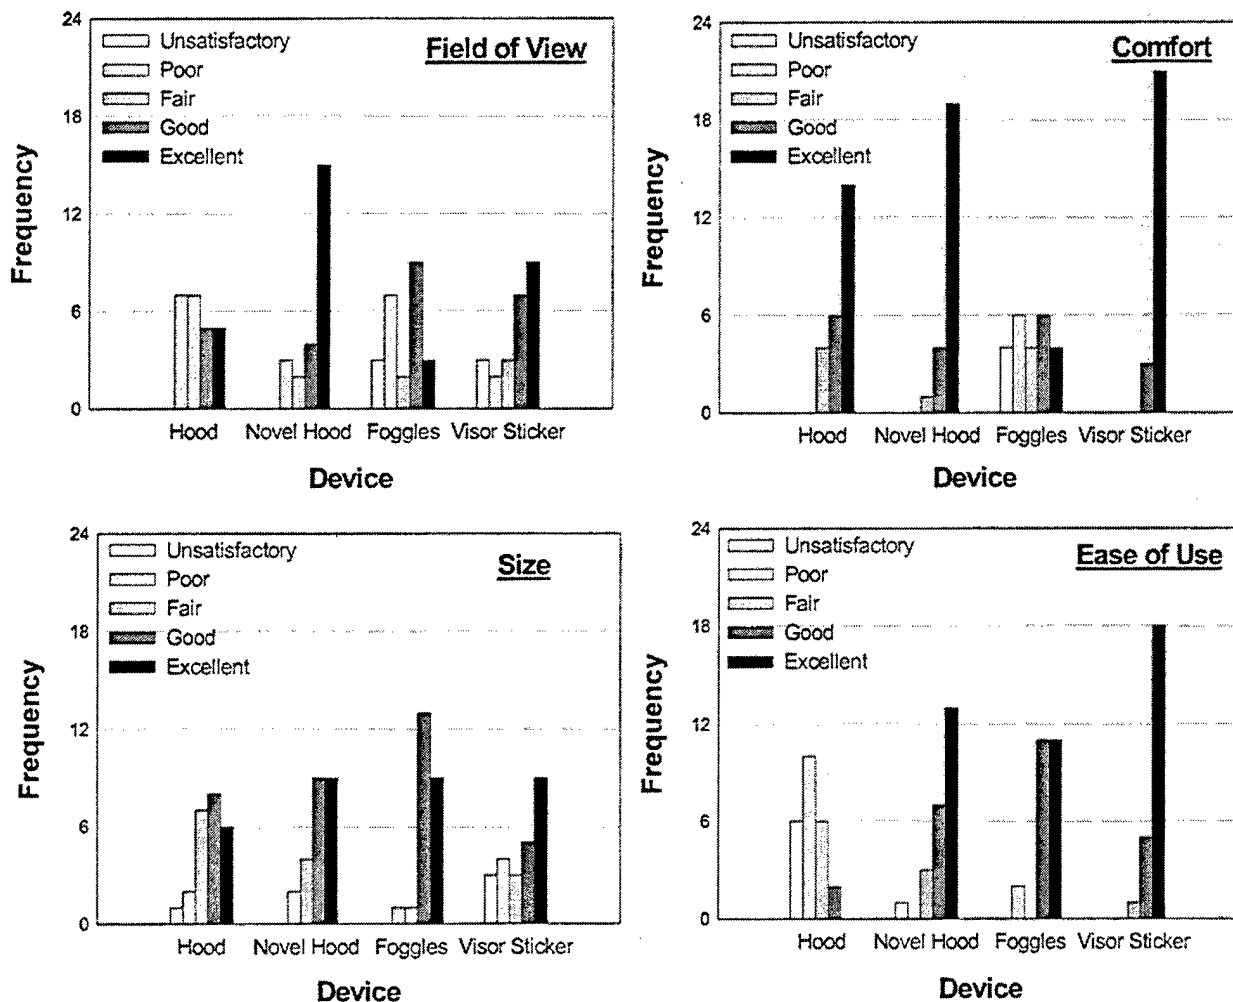 Field of View
Frequency
24
18
12
6
0
Unsatisfactory
Poor
Fair
Good
Excellent
Hood
Novel Hood
Foggles
Visor Sticker
Device
Comfort
Frequency
24
18
12
6
0
Unsatisfactory
Poor
Fair
Good
Excellent
Hood
Novel Hood
Foggles
Visor Sticker
Device
Size
Frequency
24
18
12
6
0
Unsatisfactory
Poor
Fair
Good
Excellent
Hood
Novel Hood
Foggles
Visor Sticker
Device
Ease of Use
Frequency
24
18
12
6
0
Unsatisfactory
Poor
Fair
Good
Excellent
Hood
Novel Hood
Foggles
Visor Sticker
Device